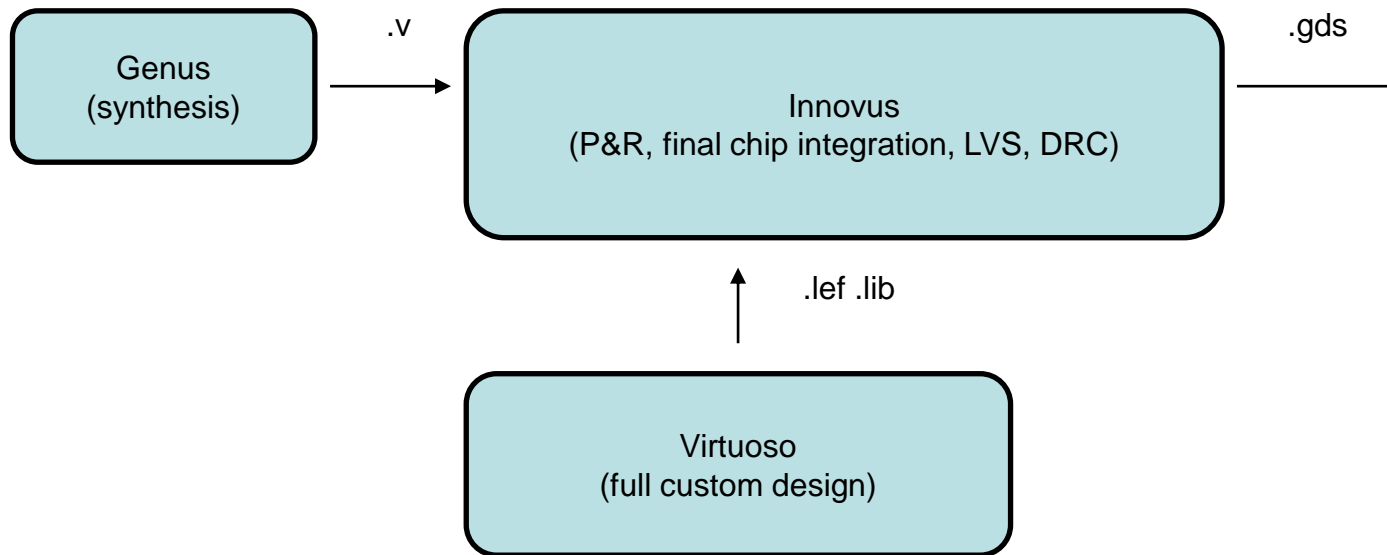 .v
.gds
Genus
(synthesis)
Innovus
(P&R, final chip integration, LVS, DRC)
.lef .lib
Virtuoso
(full custom design)